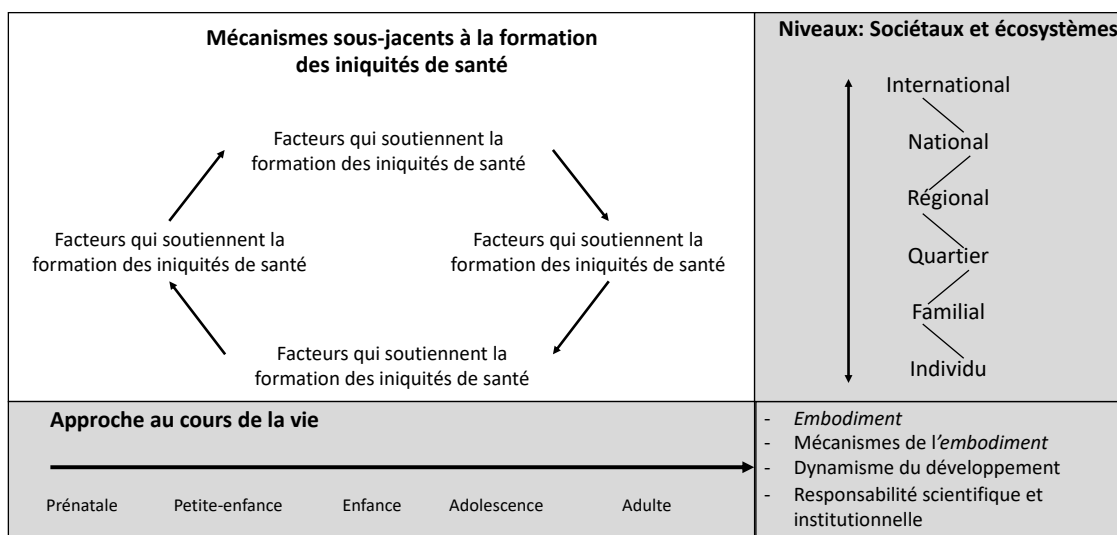 Mécanismes sous-jacents à la formation
des iniquités de santé
Facteurs qui soutiennent la
formation des iniquités de santé
Facteurs qui soutiennent la
formation des iniquités de santé
Facteurs qui soutiennent la
formation des iniquités de santé
Facteurs qui soutiennent la
formation des iniquités de santé
Niveaux: Sociétaux et écosystèmes
International
National
Régional
Quartier
Familial
Individu
Approche au cours de la vie
Prénatale Petite-enfance Enfance Adolescence Adulte
- Embodiment
- Mécanismes de l'embodiment
- Dynamisme du développement
- Responsabilité scientifique et
institutionnelle